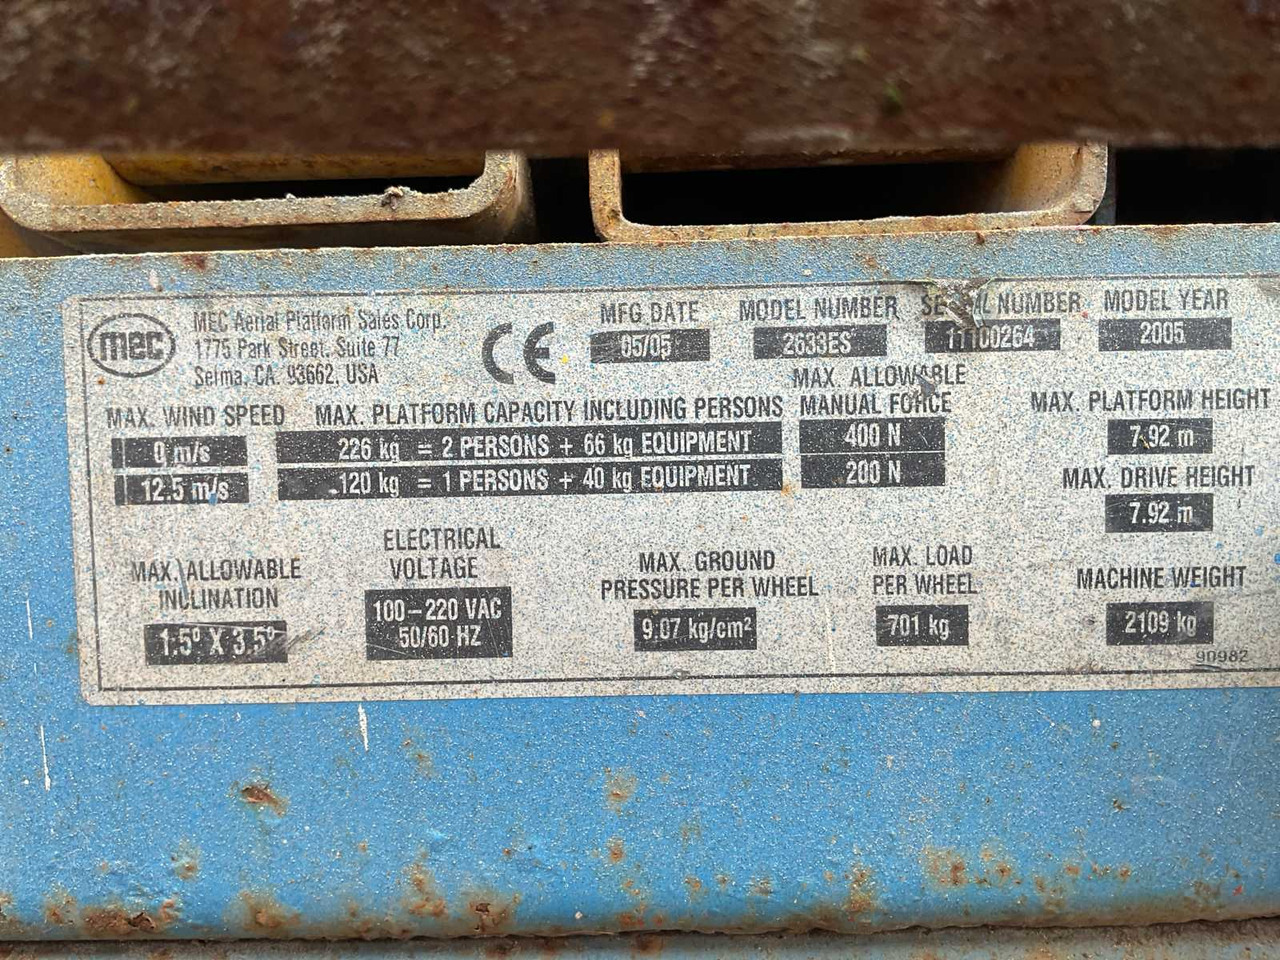 mec
MEC Aerial Platform Sales Corp.
1775 Park Street, Suite 77
Selma, CA. 93662, USA
CE
MFG DATE
05/05
MODEL NUMBER
2633ES
NUMBER
11100264
MODEL YEAR
2005
MAX. WIND SPEED
0 m/s
12.5 m/s
MAX. PLATFORM CAPACITY INCLUDING PERSONS
226 kg = 2 PERSONS + 66 kg EQUIPMENT
120 kg = 1 PERSONS + 40 kg EQUIPMENT
MAX. ALLOWABLE
MANUAL FORCE
400 N
200 N
MAX. PLATFORM HEIGHT
7.92 m
MAX. DRIVE HEIGHT
7.92 m
MAX. ALLOWABLE
INCLINATION
1.5º X 3.5º
ELECTRICAL
VOLTAGE
100-220 VAC
50/60 HZ
MAX. GROUND
PRESSURE PER WHEEL
9.07 kg/cm²
MAX. LOAD
PER WHEEL
701 kg
MACHINE WEIGHT
2109 kg
90982